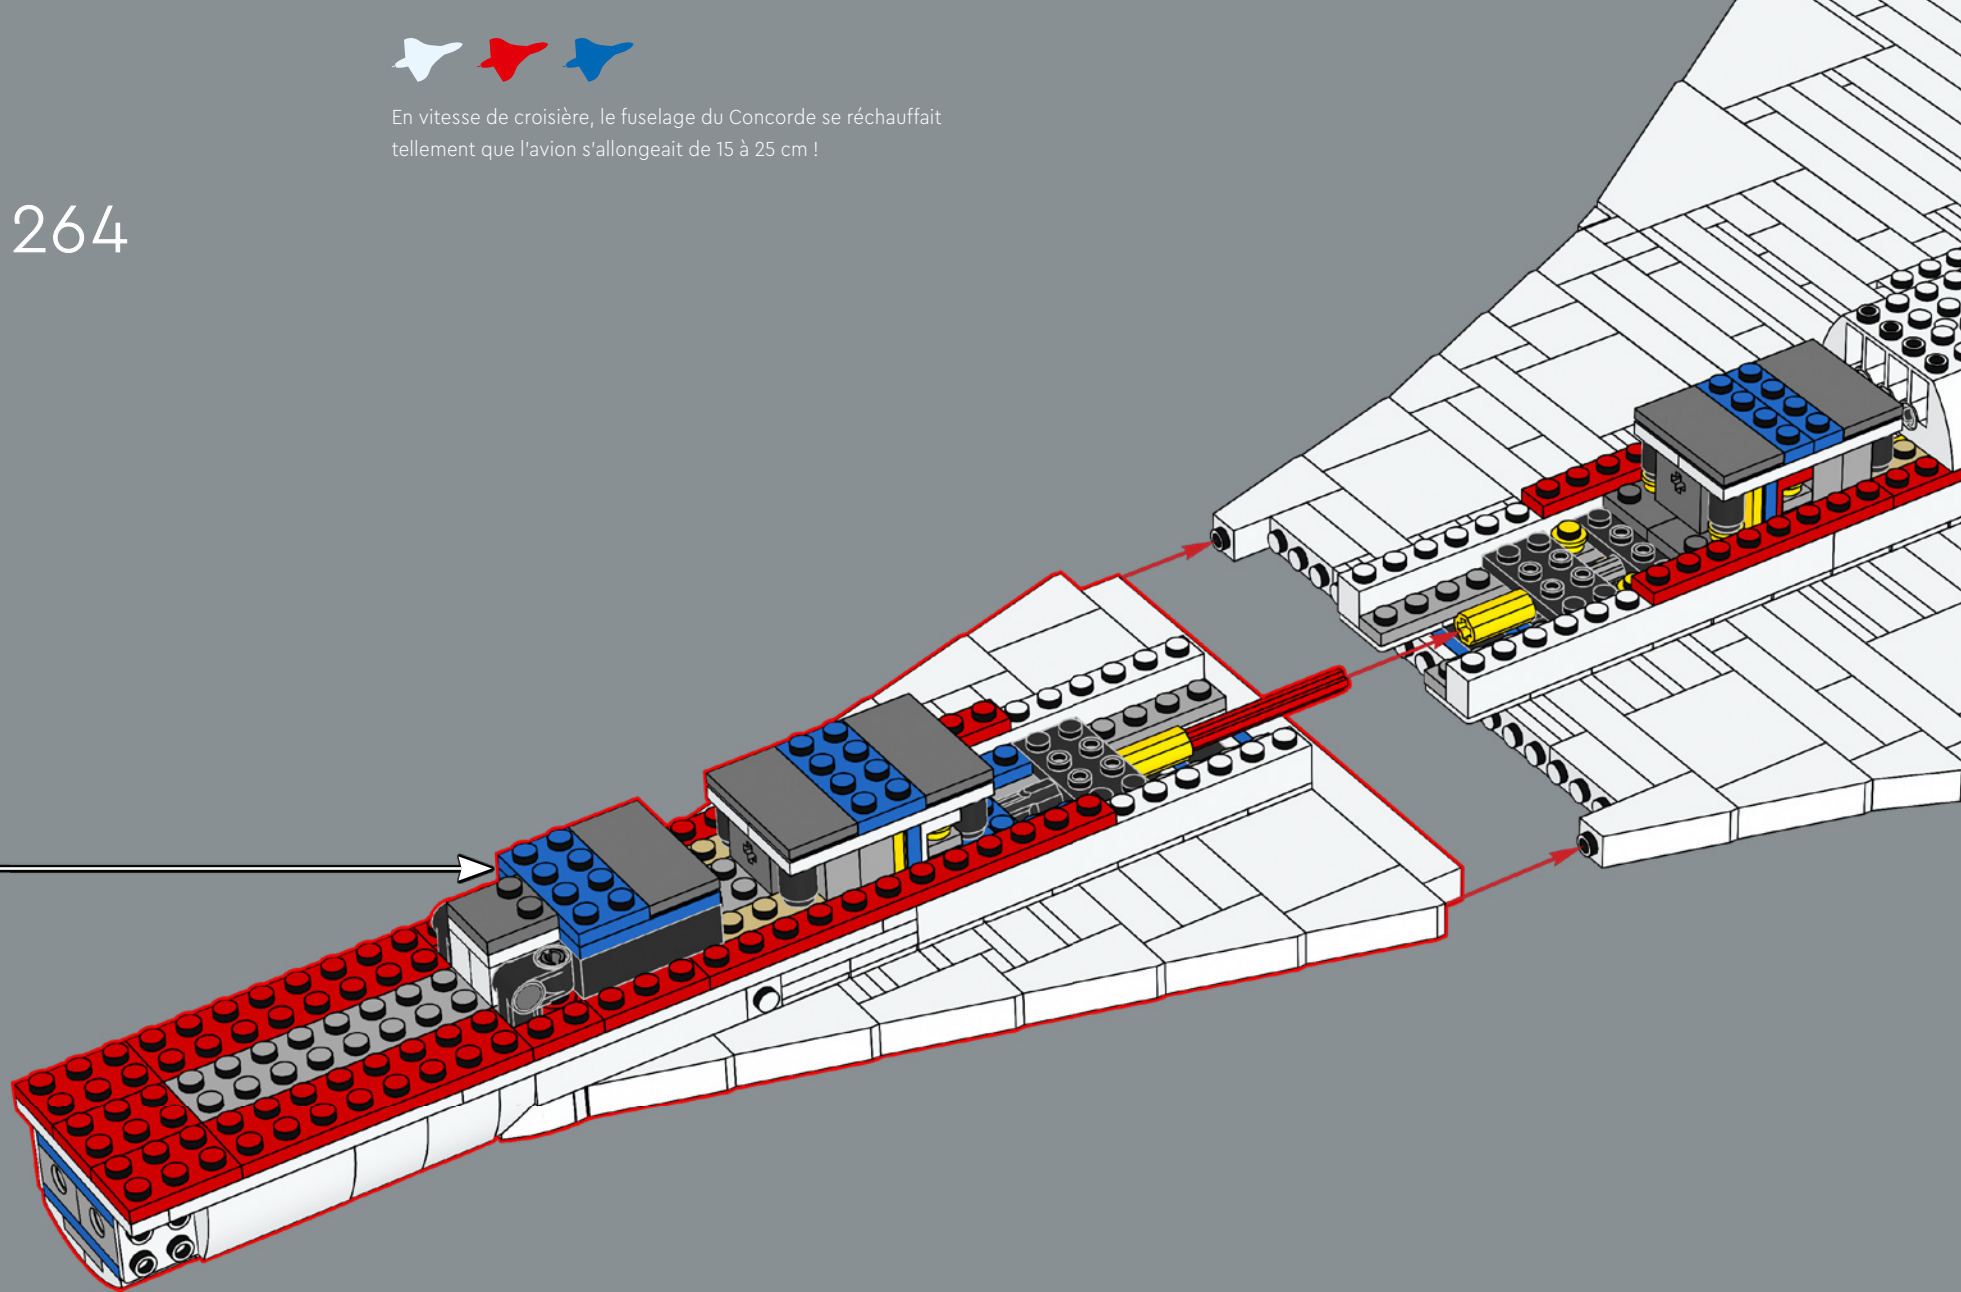 En vitesse de croisière, le fuselage du Concorde se réchauffait
tellement que l'avion s'allongeait de 15 à 25 cm !
264